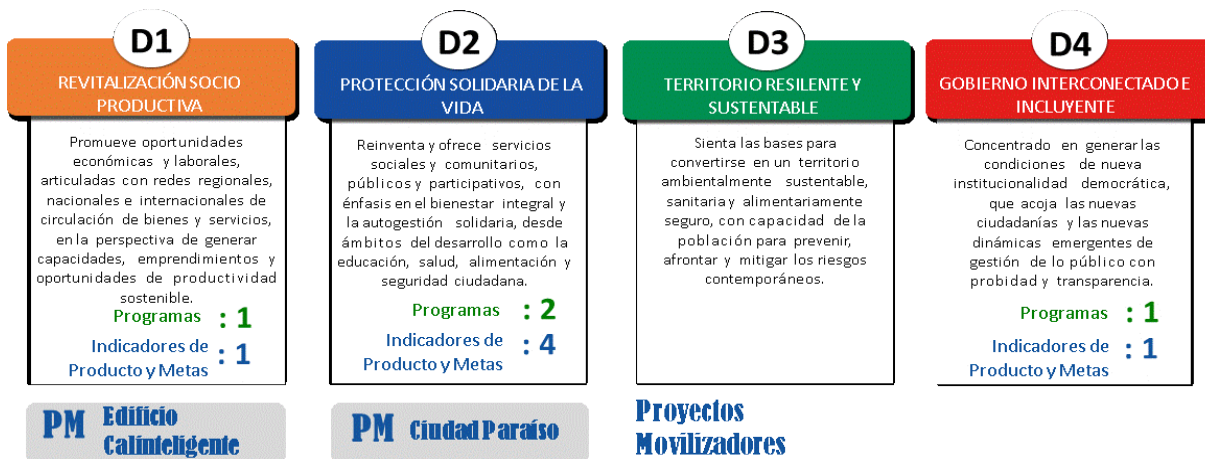 D1
REVITALIZACIÓN SOCIO
PRODUCTIVA
Promueve oportunidades
económicas y laborales,
articuladas con redes regionales,
nacionales e internacionales de
circulación de bienes y servicios,
en la perspectiva de generar
capacidades, emprendimientos y
oportunidades de productividad
sostenible.
Programas : 1
Indicadores de
Producto y Metas : 1
PM Edificio
Calinteligente
D2
PROTECCIÓN SOLIDARIA DE LA
VIDA
Reinventa y ofrece servicios
sociales y comunitarios,
públicos y participativos, con
énfasis en el bienestar integral y
la autogestión solidaria, desde
ámbitos del desarrollo como la
educación, salud, alimentación y
seguridad ciudadana.
Programas : 2
Indicadores de
Producto y Metas : 4
PM Ciudad Paraíso
D3
TERRITORIO RESILENTE Y
SUSTENTABLE
Sienta las bases para
convertirse en un territorio
ambientalmente sustentable,
sanitaria y alimentariamente
seguro, con capacidad de la
población para prevenir,
afrontar y mitigar los riesgos
contemporáneos.
Proyectos
Movilizadores
D4
GOBIERNO INTERCONECTADO E
INCLUYENTE
Concentrado en generar las
condiciones de nueva
institucionalidad democrática,
que acoja las nuevas
ciudadanías y las nuevas
dinámicas emergentes de
gestión de lo público con
probidad y transparencia.
Programas : 1
Indicadores de
Producto y Metas : 1